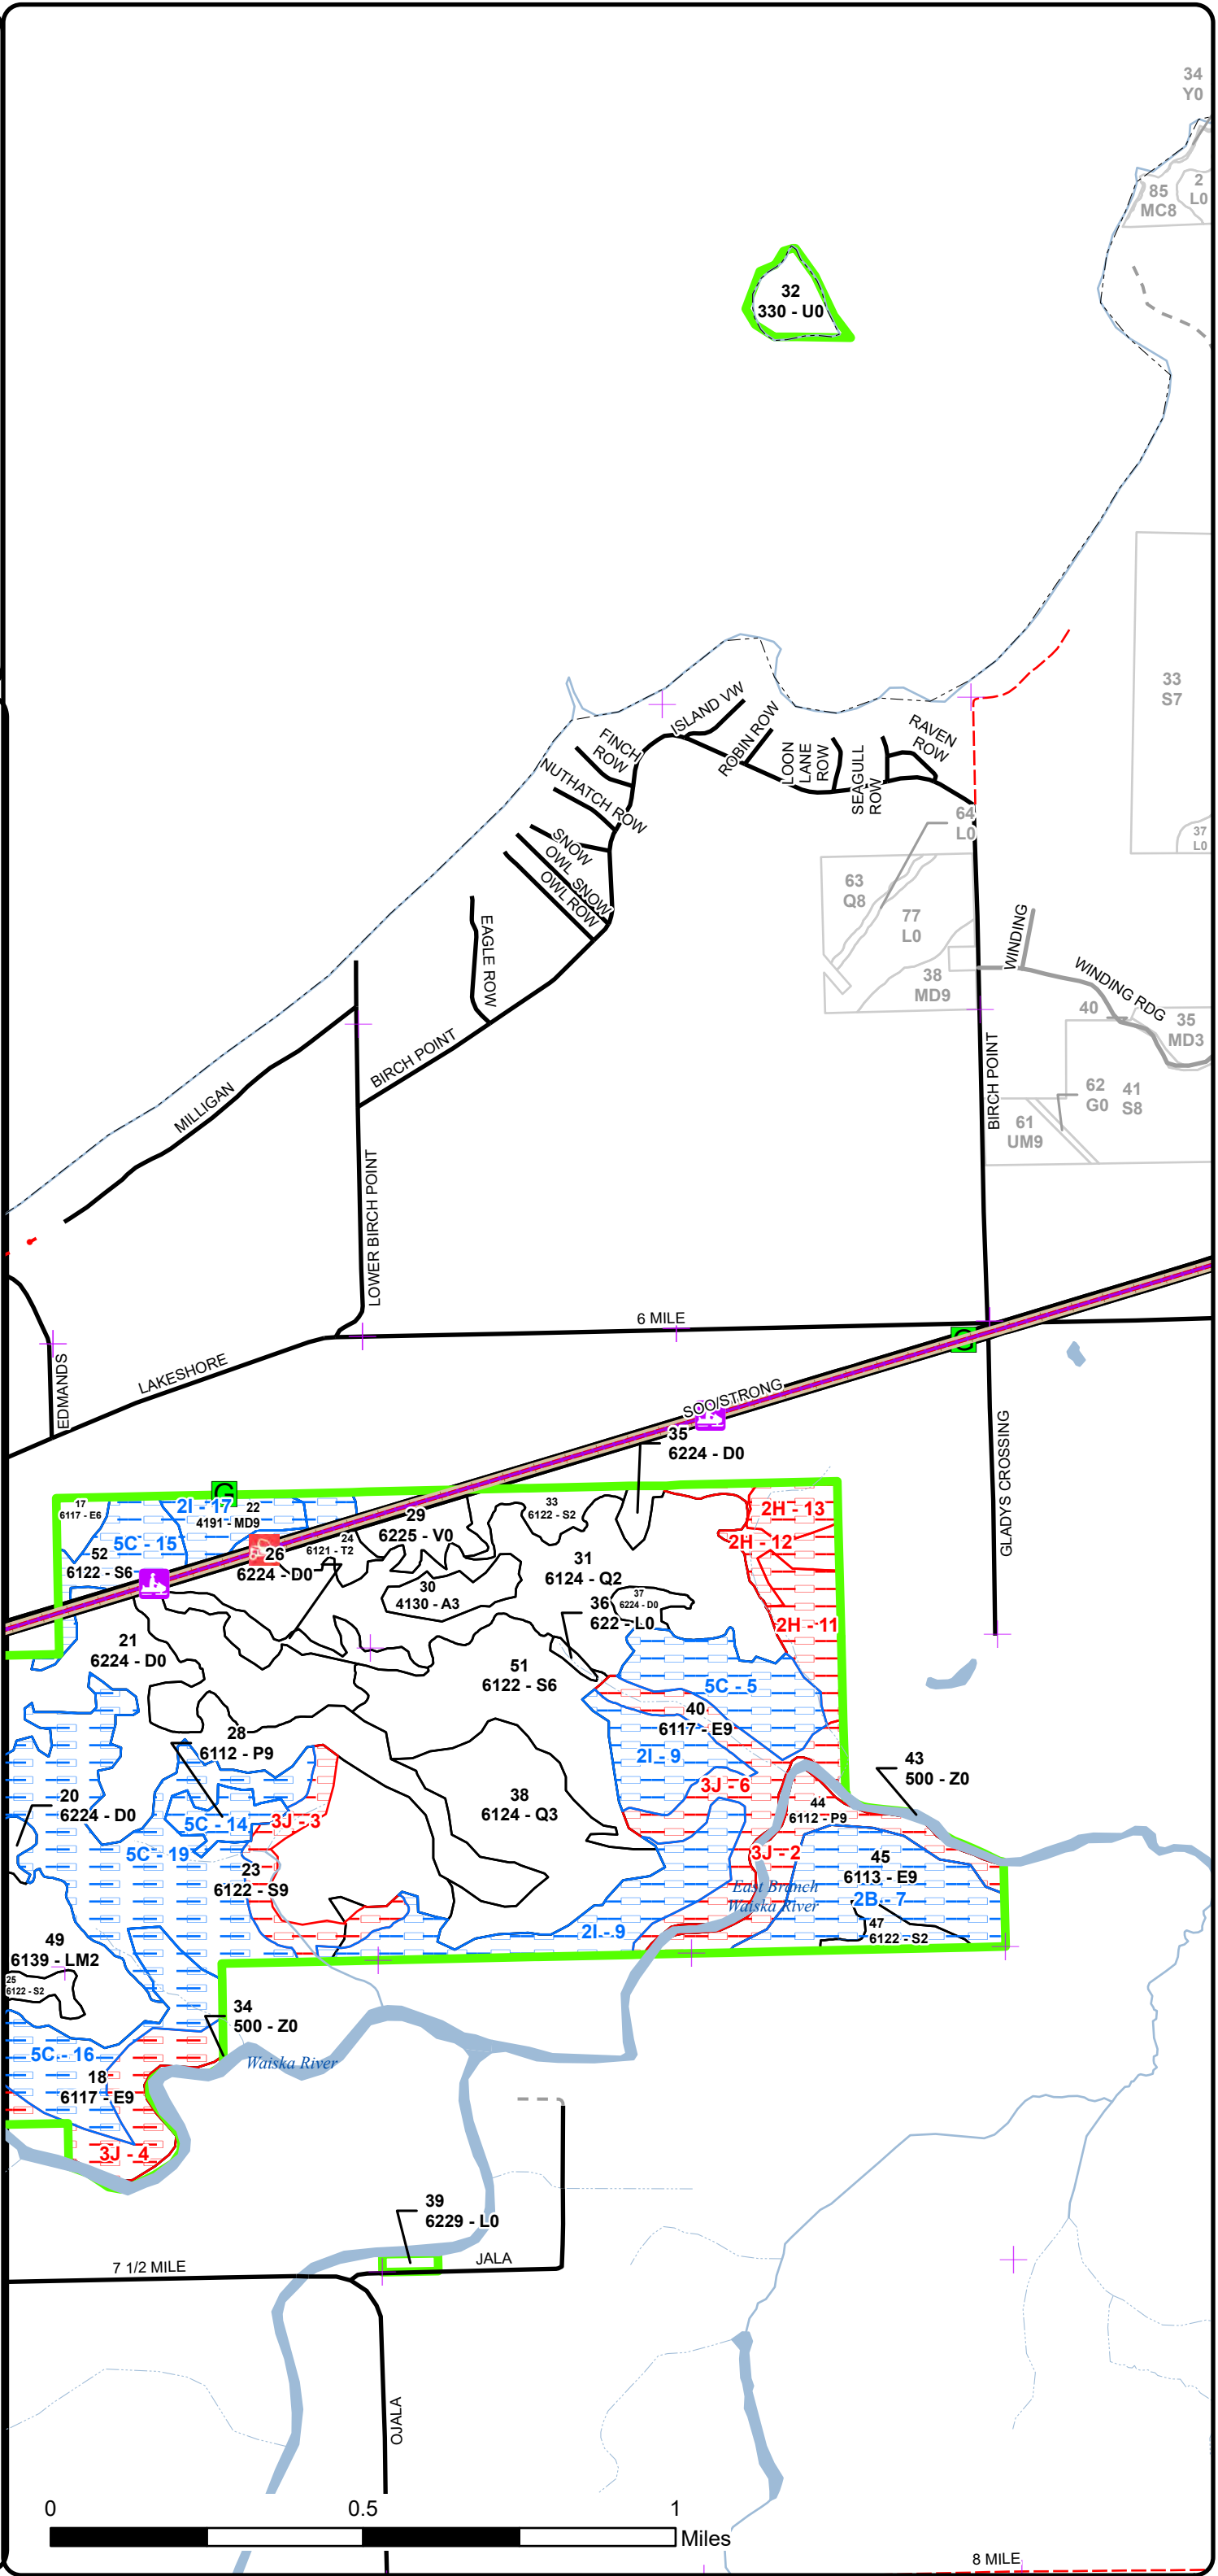 34
Y0
85
MC8
2
L0
32
330 - U0
33
S7
ISLAND VW
ROBIN ROW
FINCH
ROW
LOON
LANE
ROW
SEAGULL
ROW
RAVEN
ROW
NUTHATCH ROW
SNOW
OWL SNOW
OWL ROW
EAGLE ROW
64
L0
37
L0
63
Q8
77
L0
38
MD9
WINDING
WINDING RDG
40
35
MD3
BIRCH POINT
BIRCH POINT
62
G0
41
S8
61
UM9
MILLIGAN
LOWER BIRCH POINT
6 MILE
G
LAKESHORE
EDMANDS
SOO/STRONG
GLADYS CROSSING
35
6224 - D0
G
17
6117 - E6
2I - 17
22
4191 - MD9
5C - 15
52
6122 - S6
24
6121 - T2
26
6224 - D0
29
6225 - V0
33
6122 - S2
2H - 13
2H - 12
2H - 11
31
6124 - Q2
30
4130 - A3
37
6224 - D0
36
622 - L0
21
6224 - D0
51
6122 - S6
5C - 5
40
6117 - E9
2I - 9
28
6112 - P9
43
500 - Z0
3J - 6
20
6224 - D0
38
6124 - Q3
44
6112 - P9
5C - 14
3J - 3
5C - 19
3J - 2
23
6122 - S9
45
6113 - E9
East Branch
Waiska River
2B - 7
2I - 9
47
6122 - S2
49
6139 - LM2
25
6122 - S2
34
500 - Z0
5C - 16
Waiska River
18
6117 - E9
3J - 4
39
6229 - L0
7 1/2 MILE
JALA
OJALA
0
0.5
1
Miles
8 MILE